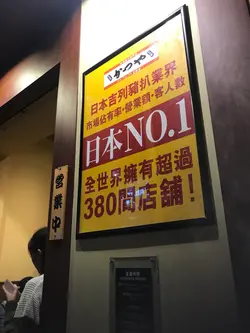 かつや
日本吉列豬扒業界
市場佔有率·營業額·客人數
日本NO.1
全世界擁有超過
380間店舖!
營業中